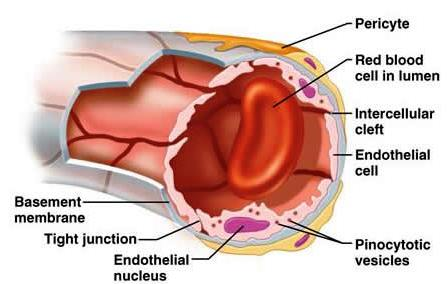 Pericyte
Red blood
cell in lumen
Intercellular
cleft
Endothelial
cell
Basement
membrane
Tight junction
Endothelial
nucleus
Pinocytotic
vesicles